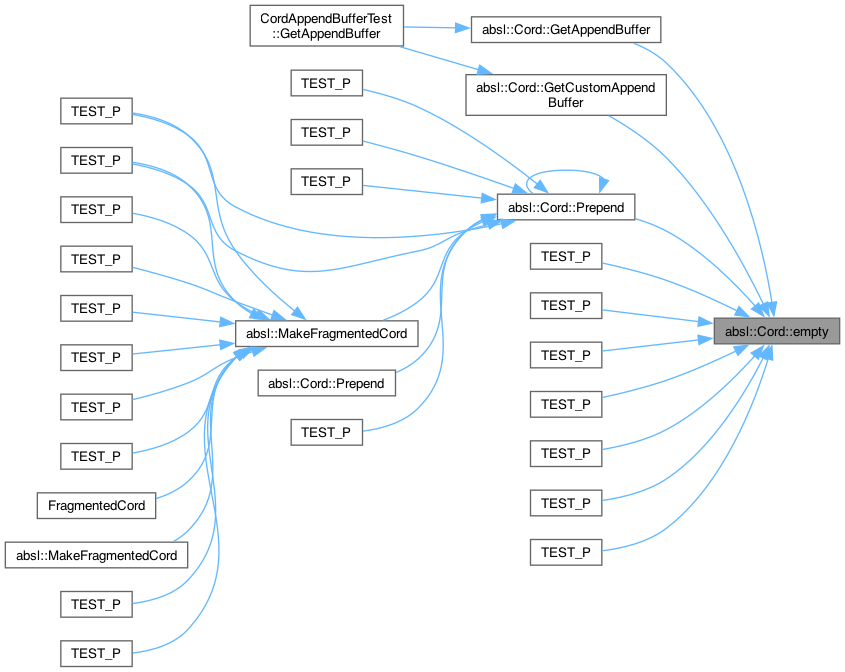 CordAppendBufferTest
::GetAppendBuffer
absl::Cord::GetAppendBuffer
absl::Cord::GetCustomAppend
Buffer
TEST_P
TEST_P
TEST_P
absl::Cord::Prepend
TEST_P
TEST_P
TEST_P
TEST_P
TEST_P
TEST_P
TEST_P
absl::Cord::empty
absl::MakeFragmentedCord
absl::Cord::Prepend
TEST_P
TEST_P
TEST_P
TEST_P
TEST_P
TEST_P
TEST_P
TEST_P
TEST_P
FragmentedCord
absl::MakeFragmentedCord
TEST_P
TEST_P